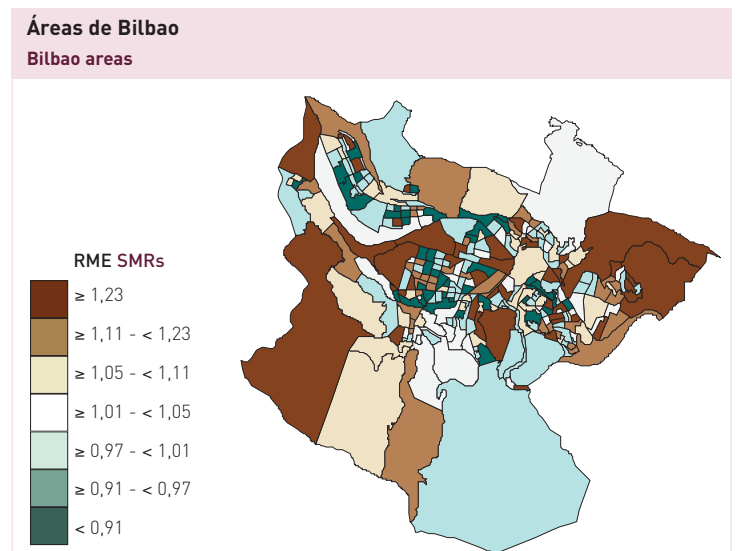 Áreas de Bilbao
Bilbao areas
RME SMRs
≥ 1,23
≥ 1,11 - < 1,23
≥ 1,05 - < 1,11
≥ 1,01 - < 1,05
≥ 0,97 - < 1,01
≥ 0,91 - < 0,97
< 0,91